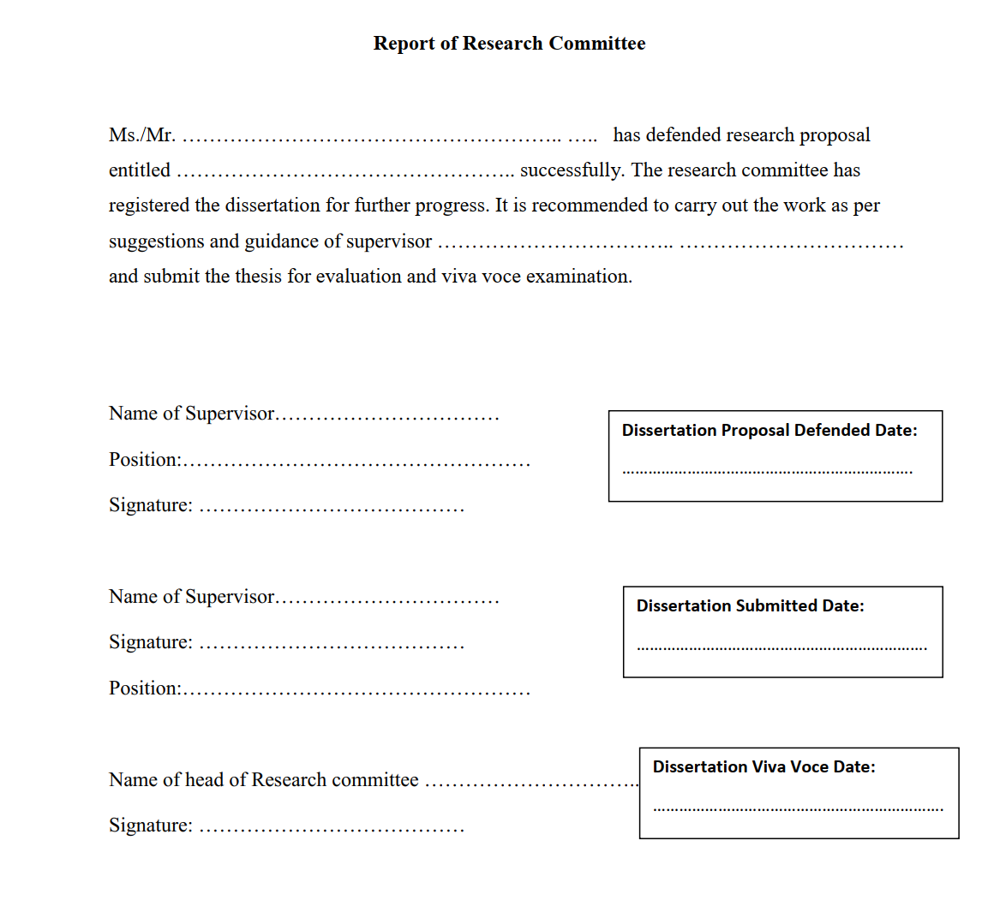 Report of Research Committee
Ms./Mr. ……………………………………………….. ….. has defended research proposal
entitled ………………………………………….. successfully. The research committee has
registered the dissertation for further progress. It is recommended to carry out the work as per
suggestions and guidance of supervisor …………………………….. ……………………………
and submit the thesis for evaluation and viva voce examination.
Name of Supervisor……………………………
Position:……………………………………………
Signature: …………………………………
Dissertation Proposal Defended Date:
………………………………………………………….
Name of Supervisor……………………………
Signature: …………………………………
Position:……………………………………………
Dissertation Submitted Date:
………………………………………………………….
Name of head of Research committee …………………………..
Signature: …………………………………
Dissertation Viva Voce Date:
………………………………………………………….